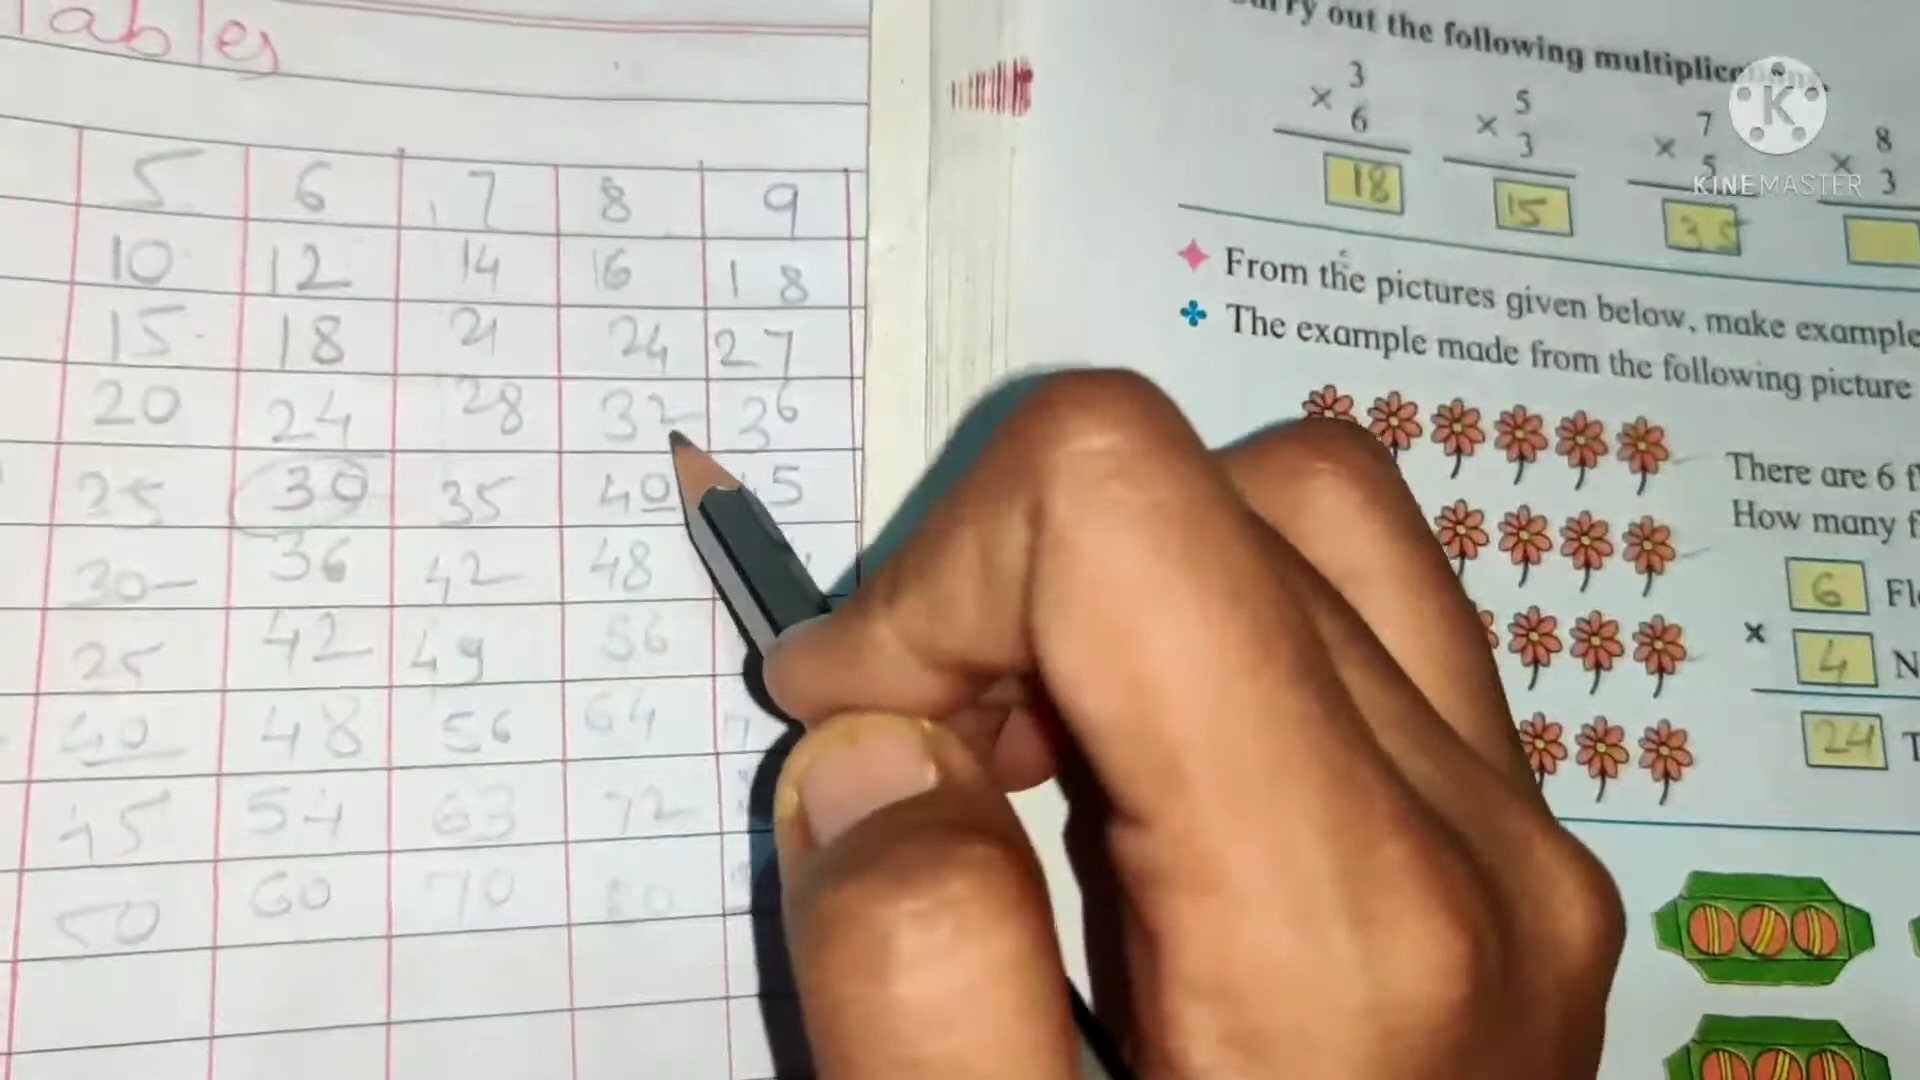 Tables
5 6 7 8 9
10 12 14 16 18
15 18 21 24 27
20 24 28 32 36
25 30 35 40 5
30 36 42 48
25 42 49 56
40 48 56 64 7
45 54 63 72
50 60 70 80
out the following
3
× 6
18
5
× 3
15
7
× 5
35
8
× 3
KINEMASTER
From the pictures given below, make example
The example made from the following picture
There are 6
How many
6
× 4
24